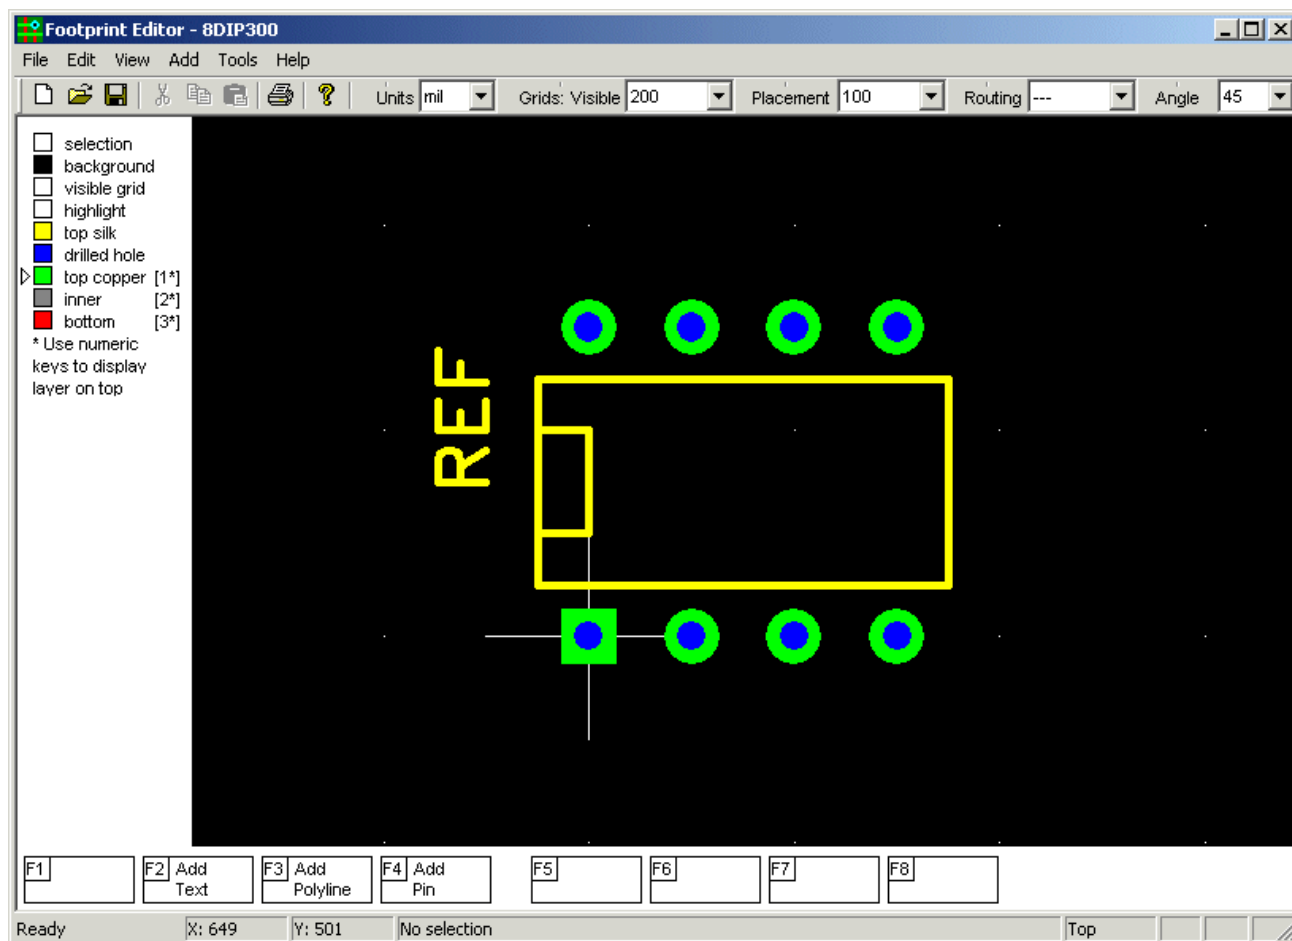 Footprint Editor - 8DIP300
File Edit View Add Tools Help
Units mil Grids: Visible 200 Placement 100 Routing --- Angle 45
selection
background
visible grid
highlight
top silk
drilled hole
top copper [1*]
inner [2*]
bottom [3*]
* Use numeric
keys to display
layer on top
REF
F1
F2 Add
Text
F3 Add
Polyline
F4 Add
Pin
F5
F6
F7
F8
Ready X: 649 Y: 501 No selection Top